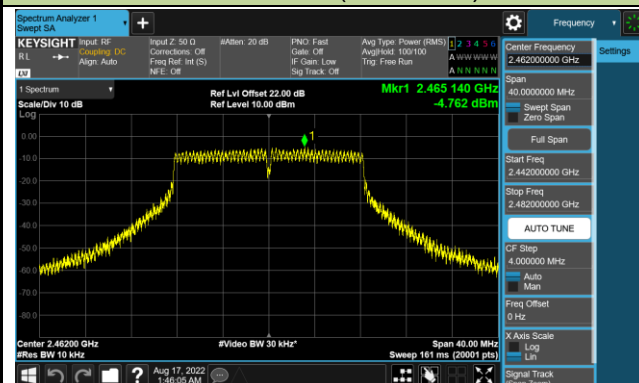 Spectrum Analyzer 1
Swept SA
Frequency
KEYSIGHT
RL
LXI
Input: RF
Coupling: DC
Align: Auto
Input Z: 50 Ω
Corrections: Off
Freq Ref: Int (S)
NFE: Off
#Atten: 20 dB
PNO: Fast
Gate: Off
IF Gain: Low
Sig Track: Off
Avg Type: Power (RMS)
Avg|Hold: 100/100
Trig: Free Run
1 2 3 4 5 6
A W W W W W
A N N N N N
1 Spectrum
Scale/Div 10 dB
Log
Ref Lvl Offset 22.00 dB
Ref Level 10.00 dBm
Mkr1 2.465 140 GHz
-4.762 dBm
1
0.00
-10.0
-20.0
-30.0
-40.0
-50.0
-60.0
-70.0
-80.0
Center 2.46200 GHz
#Res BW 10 kHz
#Video BW 30 kHz*
Span 40.00 MHz
Sweep 161 ms (20001 pts)
Aug 17, 2022
1:46:05 AM
Center Frequency
2.462000000 GHz
Settings
Span
40.0000000 MHz
Swept Span
Zero Span
Full Span
Start Freq
2.442000000 GHz
Stop Freq
2.482000000 GHz
AUTO TUNE
CF Step
4.000000 MHz
Auto
Man
Freq Offset
0 Hz
X Axis Scale
Log
Lin
Signal Track